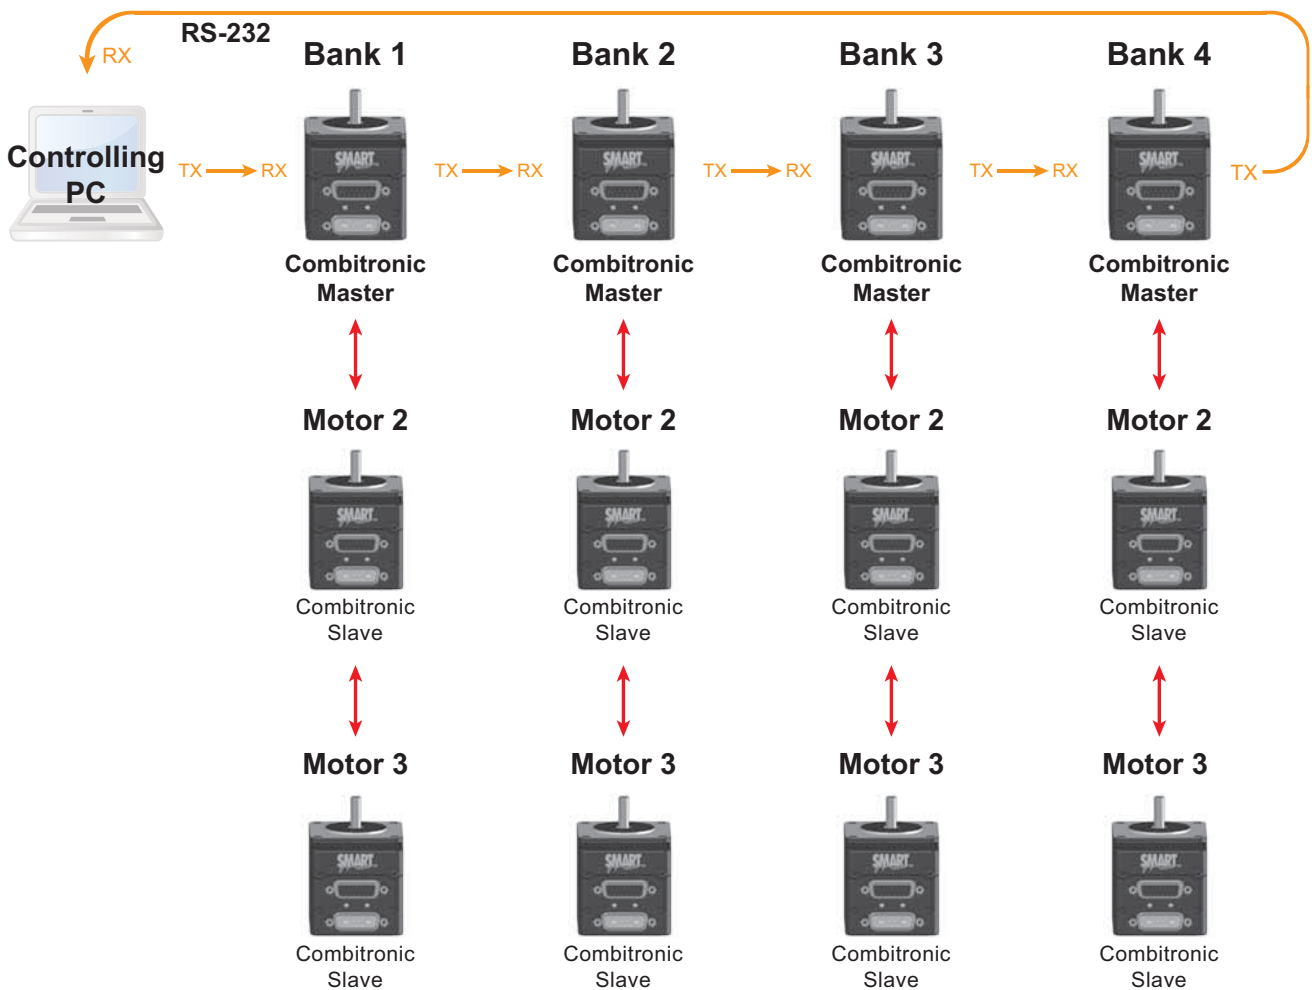 RS-232
RX
Bank 1
Bank 2
Bank 3
Bank 4
Controlling
PC
TX
RX
TX
RX
TX
RX
TX
RX
TX
SMART
SMART
SMART
SMART
Combitronic
Master
Combitronic
Master
Combitronic
Master
Combitronic
Master
Motor 2
Motor 2
Motor 2
Motor 2
SMART
SMART
SMART
SMART
Combitronic
Slave
Combitronic
Slave
Combitronic
Slave
Combitronic
Slave
Motor 3
Motor 3
Motor 3
Motor 3
SMART
SMART
SMART
SMART
Combitronic
Slave
Combitronic
Slave
Combitronic
Slave
Combitronic
Slave